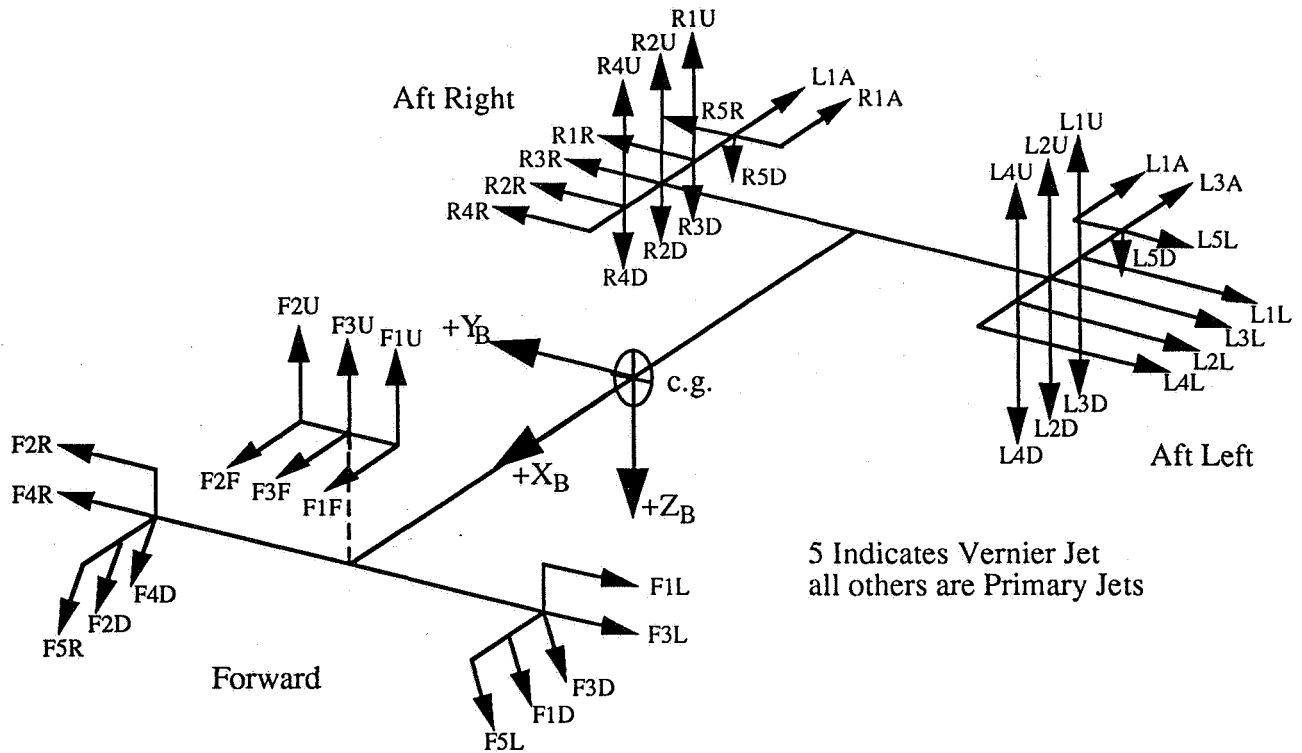 R1U
R2U
R4U
L1A
R1A
Aft Right
R5R
R1R
R3R
R5D
R2R
R4R
R3D
R2D
R4D
L1U
L2U
L4U
L1A
L3A
L5L
L5D
L1L
L3L
L2L
L4L
L3D
L2D
L4D
Aft Left
F2U
F3U
F1U
+YB
c.g.
+XB
+ZB
F2R
F4R
F2F
F3F
F1F
F4D
F2D
F5R
F1L
F3L
F3D
F1D
F5L
Forward
5 Indicates Vernier Jet
all others are Primary Jets